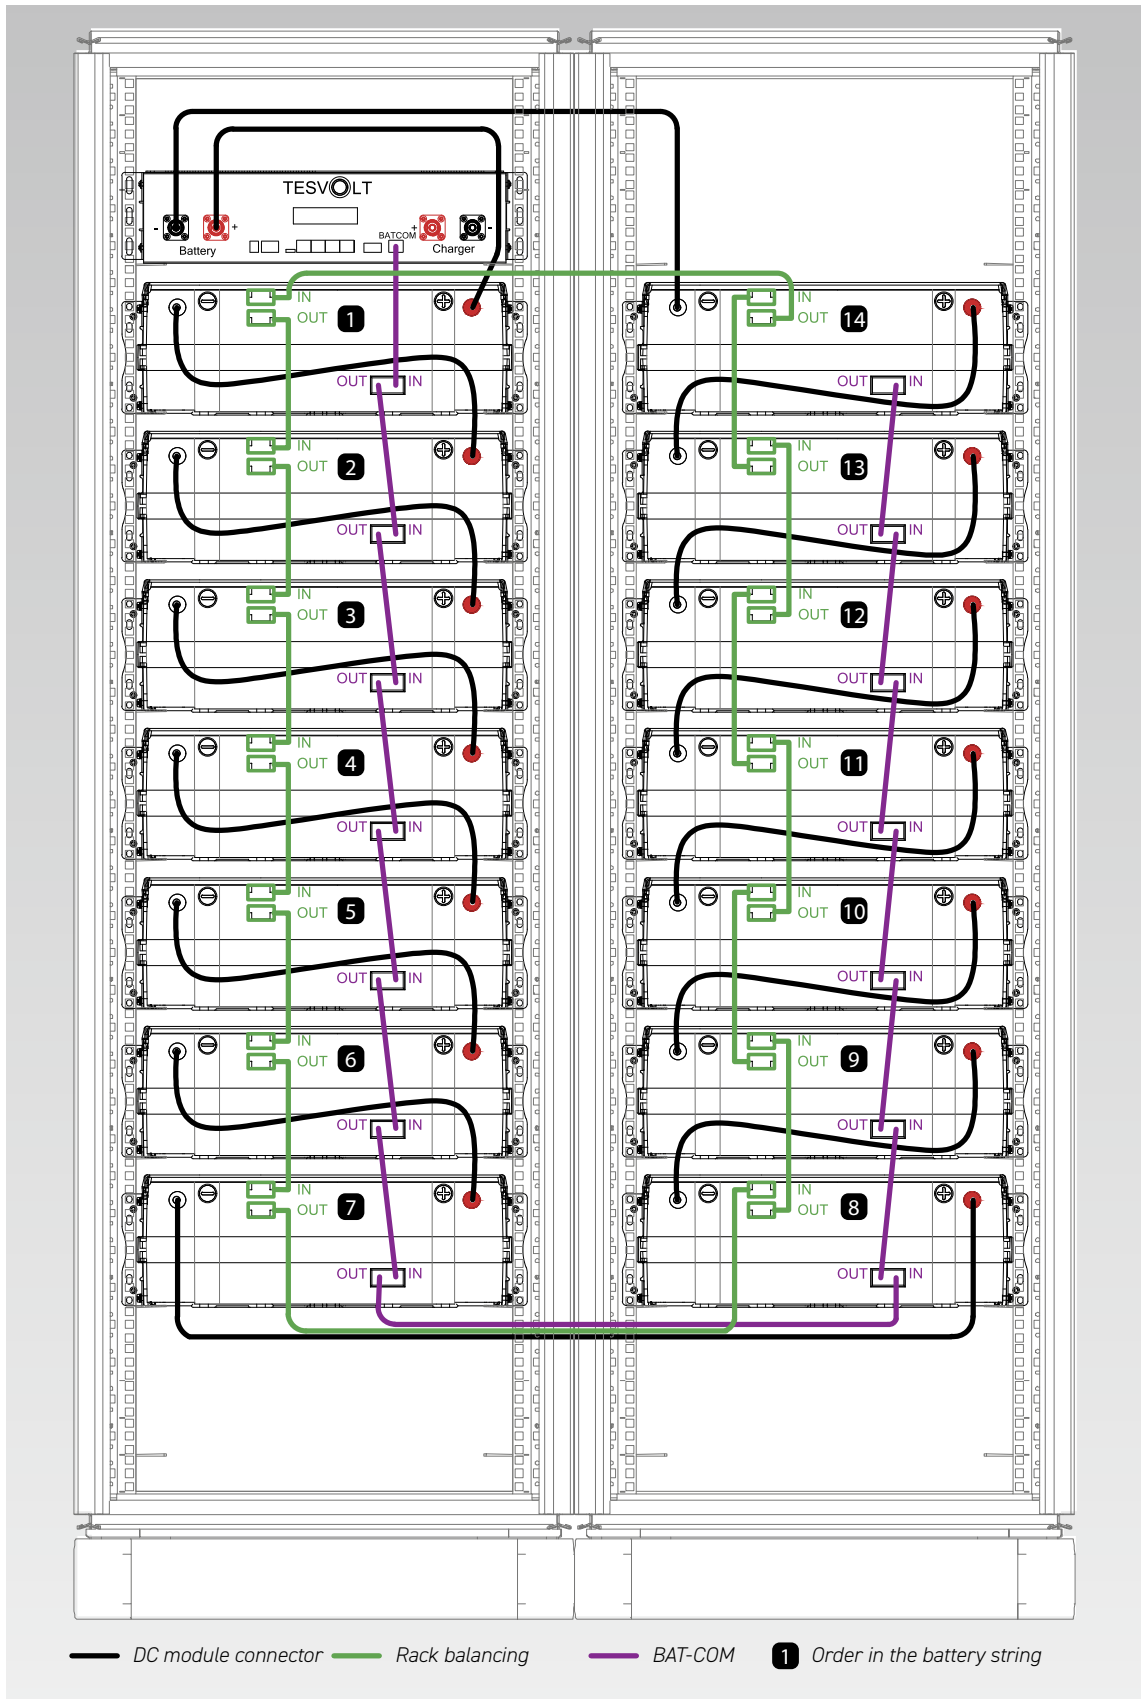 TESVOLT
- + + -
BATCOM
Battery Charger
IN IN
OUT 1 OUT 14
OUT IN OUT IN
IN IN
OUT 2 OUT 13
OUT IN OUT IN
IN IN
OUT 3 OUT 12
OUT IN OUT IN
IN IN
OUT 4 OUT 11
OUT IN OUT IN
IN IN
OUT 5 OUT 10
OUT IN OUT IN
IN IN
OUT 6 OUT 9
OUT IN OUT IN
IN IN
OUT 7 OUT 8
OUT IN OUT IN
DC module connector Rack balancing BAT-COM 1 Order in the battery string